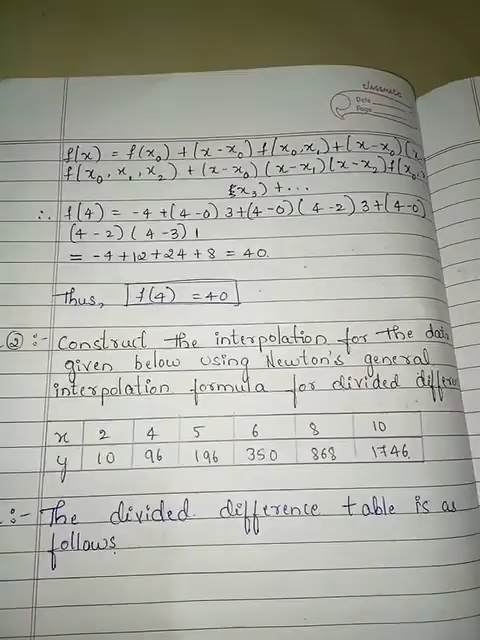 classmate
Date
Page
f(x) = f(x₀) + (x-x₀) f(x₀,x₁) + (x-x₀) (x
f(x₀, x₁, x₂) + (x-x₀) (x-x₁) (x-x₂) f(x₀,
x₃) + ...
∴ f(4) = -4 + (4-0) 3 + (4-0) (4-2) 3 + (4-0)
(4-2) (4-3) 1
= -4 + 12 + 24 + 8 = 40.
Thus, f(4) = 40
② :- Construct the interpolation for the data
given below using Newton's general
interpolation formula for divided differe
x 2 4 5 6 8 10
y 10 96 196 350 868 1746
:- The divided difference table is as
follows